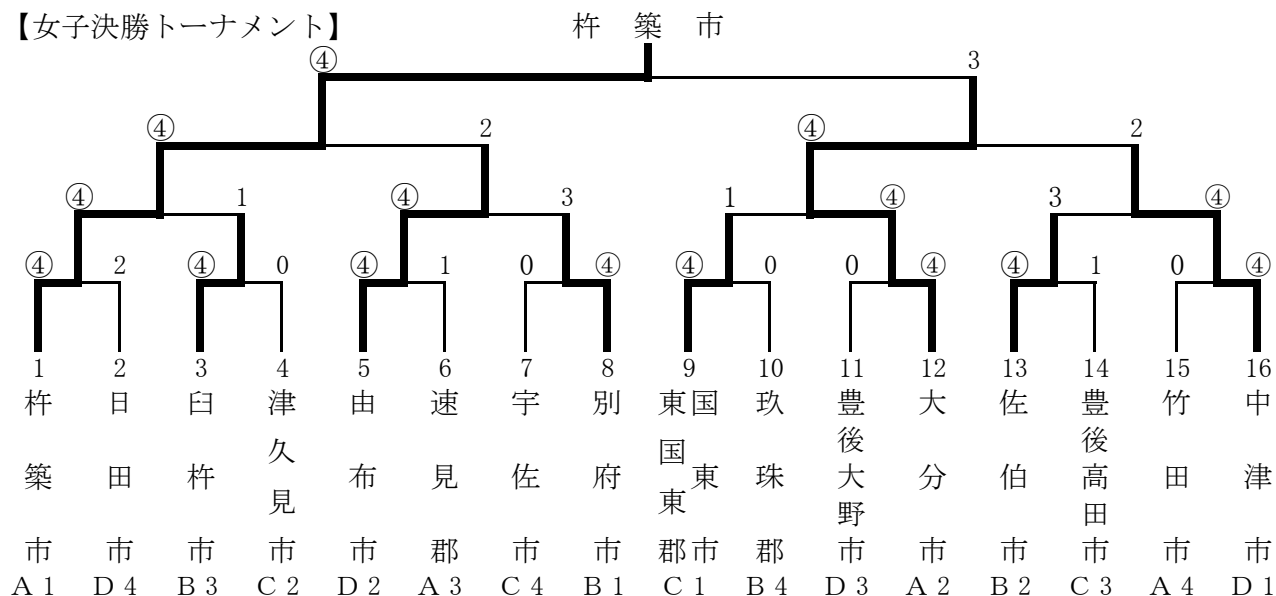 【女子決勝トーナメント】 杵築市
④ 3
④ 2 ④ 2
④ 1 ④ 3 1 ④ 3 ④
④ 2 ④ 0 ④ 1 0 ④ ④ 0 0 ④ ④ 1 0 ④
1 2 3 4 5 6 7 8 9 10 11 12 13 14 15 16
杵築市
日田市
臼杵市
津久見市
由布市
速見郡
宇佐市
別府市
国東市
東国東郡
玖珠郡
豊後大野市
大分市
佐伯市
豊後高田市
竹田市
中津市
A1 D4 B3 C2 D2 A3 C4 B1 C1 B4 D3 A2 B2 C3 A4 D1